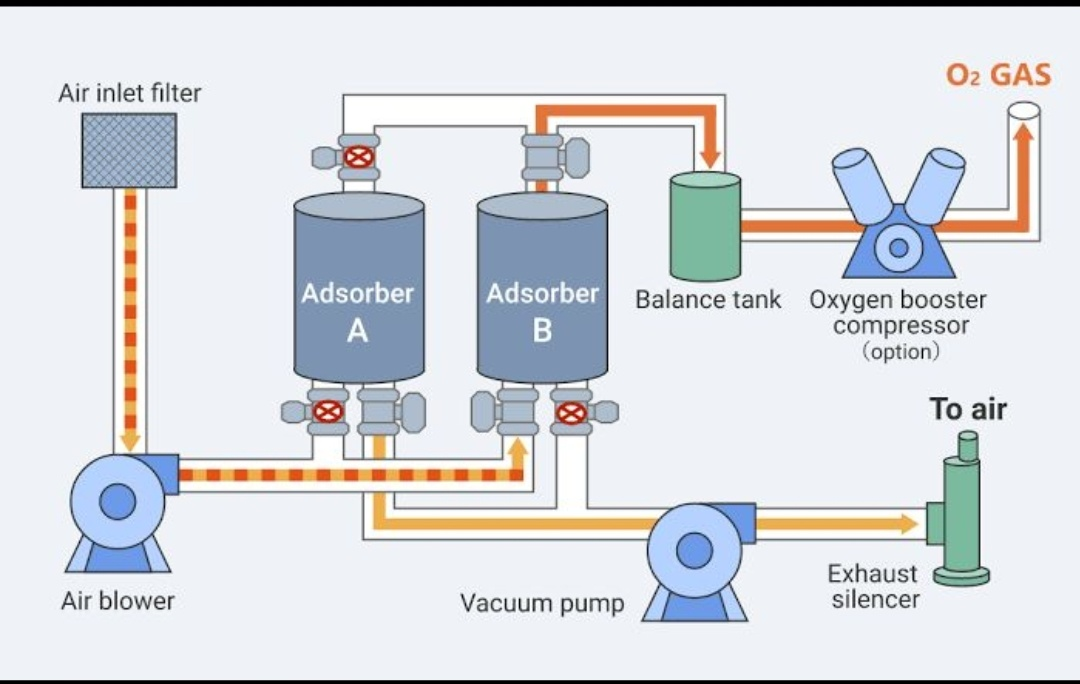 Air inlet filter
O₂ GAS
Adsorber
A
Adsorber
B
Balance tank
Oxygen booster
compressor
(option)
To air
Air blower
Vacuum pump
Exhaust
silencer